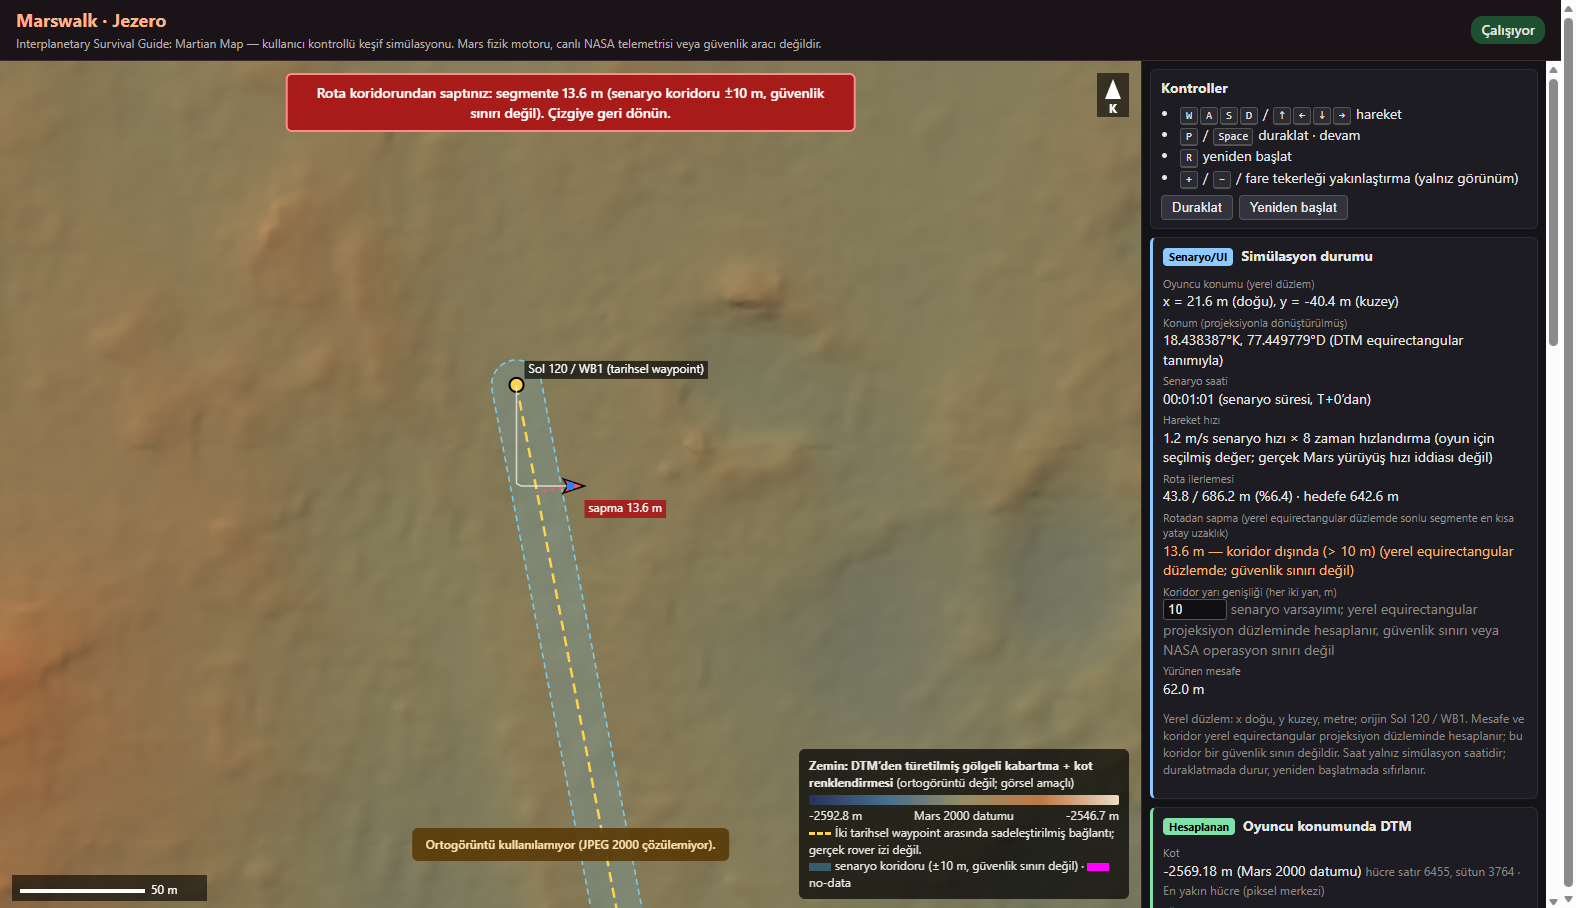 Marswalk · Jezero
Interplanetary Survival Guide: Martian Map — kullanıcı kontrollü keşif simülasyonu. Mars fizik motoru, canlı NASA telemetrisi veya güvenlik aracı değildir.
Çalışıyor
Rota koridorundan saptınız: segmente 13.6 m (senaryo koridoru ±10 m, güvenlik
sınırı değil). Çizgiye geri dönün.
K
Sol 120 / WB1 (tarihsel waypoint)
sapma 13.6 m
Ortogörüntü kullanılamıyor (JPEG 2000 çözülemiyor).
50 m
Zemin: DTM'den türetilmiş gölgeli kabartma + kot
renklendirmesi (ortogörüntü değil; görsel amaçlı)
-2592.8 m Mars 2000 datumu -2546.7 m
İki tarihsel waypoint arasında sadeleştirilmiş bağlantı;
gerçek rover izi değil.
senaryo koridoru (±10 m, güvenlik sınırı değil) ·
no-data
Kontroller
W A S D / ↑ ← ↓ → hareket
P / Space duraklat · devam
R yeniden başlat
+ / − / fare tekerleği yakınlaştırma (yalnız görünüm)
Duraklat Yeniden başlat
Senaryo/UI Simülasyon durumu
Oyuncu konumu (yerel düzlem)
x = 21.6 m (doğu), y = -40.4 m (kuzey)
Konum (projeksiyonla dönüştürülmüş)
18.438387°K, 77.449779°D (DTM equirectangular
tanımıyla)
Senaryo saati
00:01:01 (senaryo süresi, T+0'dan)
Hareket hızı
1.2 m/s senaryo hızı × 8 zaman hızlandırma (oyun için
seçilmiş değer; gerçek Mars yürüyüş hızı iddiası değil)
Rota ilerlemesi
43.8 / 686.2 m (%6.4) · hedefe 642.6 m
Rotadan sapma (yerel equirectangular düzlemde sonlu segmente en kısa
yatay uzaklık)
13.6 m — koridor dışında (> 10 m) (yerel equirectangular
düzlemde; güvenlik sınırı değil)
Koridor yarı genişliği (her iki yan, m)
10 senaryo varsayımı; yerel equirectangular
projeksiyon düzleminde hesaplanır, güvenlik sınırı veya
NASA operasyon sınırı değil
Yürünen mesafe
62.0 m
Yerel düzlem: x doğu, y kuzey, metre; orijin Sol 120 / WB1. Mesafe ve
koridor yerel equirectangular projeksiyon düzleminde hesaplanır; bu
koridor bir güvenlik sınırı değildir. Saat yalnız simülasyon saatidir;
duraklatmada durur, yeniden başlatmada sıfırlanır.
Hesaplanan Oyuncu konumunda DTM
Kot
-2569.18 m (Mars 2000 datumu) hücre satır 6455, sütun 3764 ·
En yakın hücre (piksel merkezi)